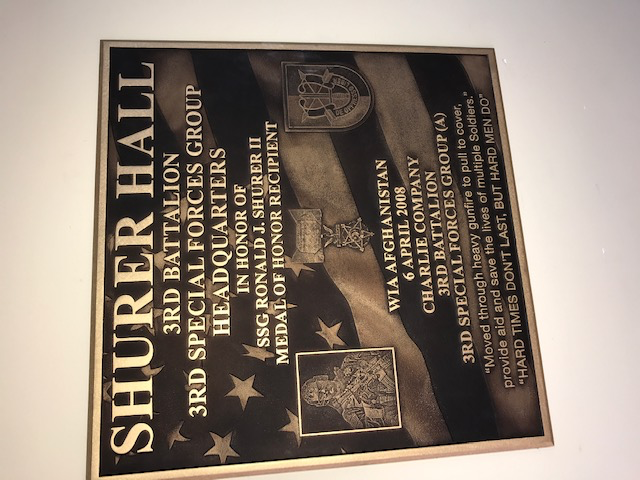 SHURER HALL
3RD BATTALION
3RD SPECIAL FORCES GROUP
HEADQUARTERS
IN HONOR OF
SSG RONALD J. SHURER II
MEDAL OF HONOR RECIPIENT
WIA AFGHANISTAN
6 APRIL 2008
CHARLIE COMPANY
3RD BATTALION
3RD SPECIAL FORCES GROUP (A)
"Moved through heavy gunfire to pull to cover,
provide aid and save the lives of multiple Soldiers."
"HARD TIMES DON'T LAST, BUT HARD MEN DO"